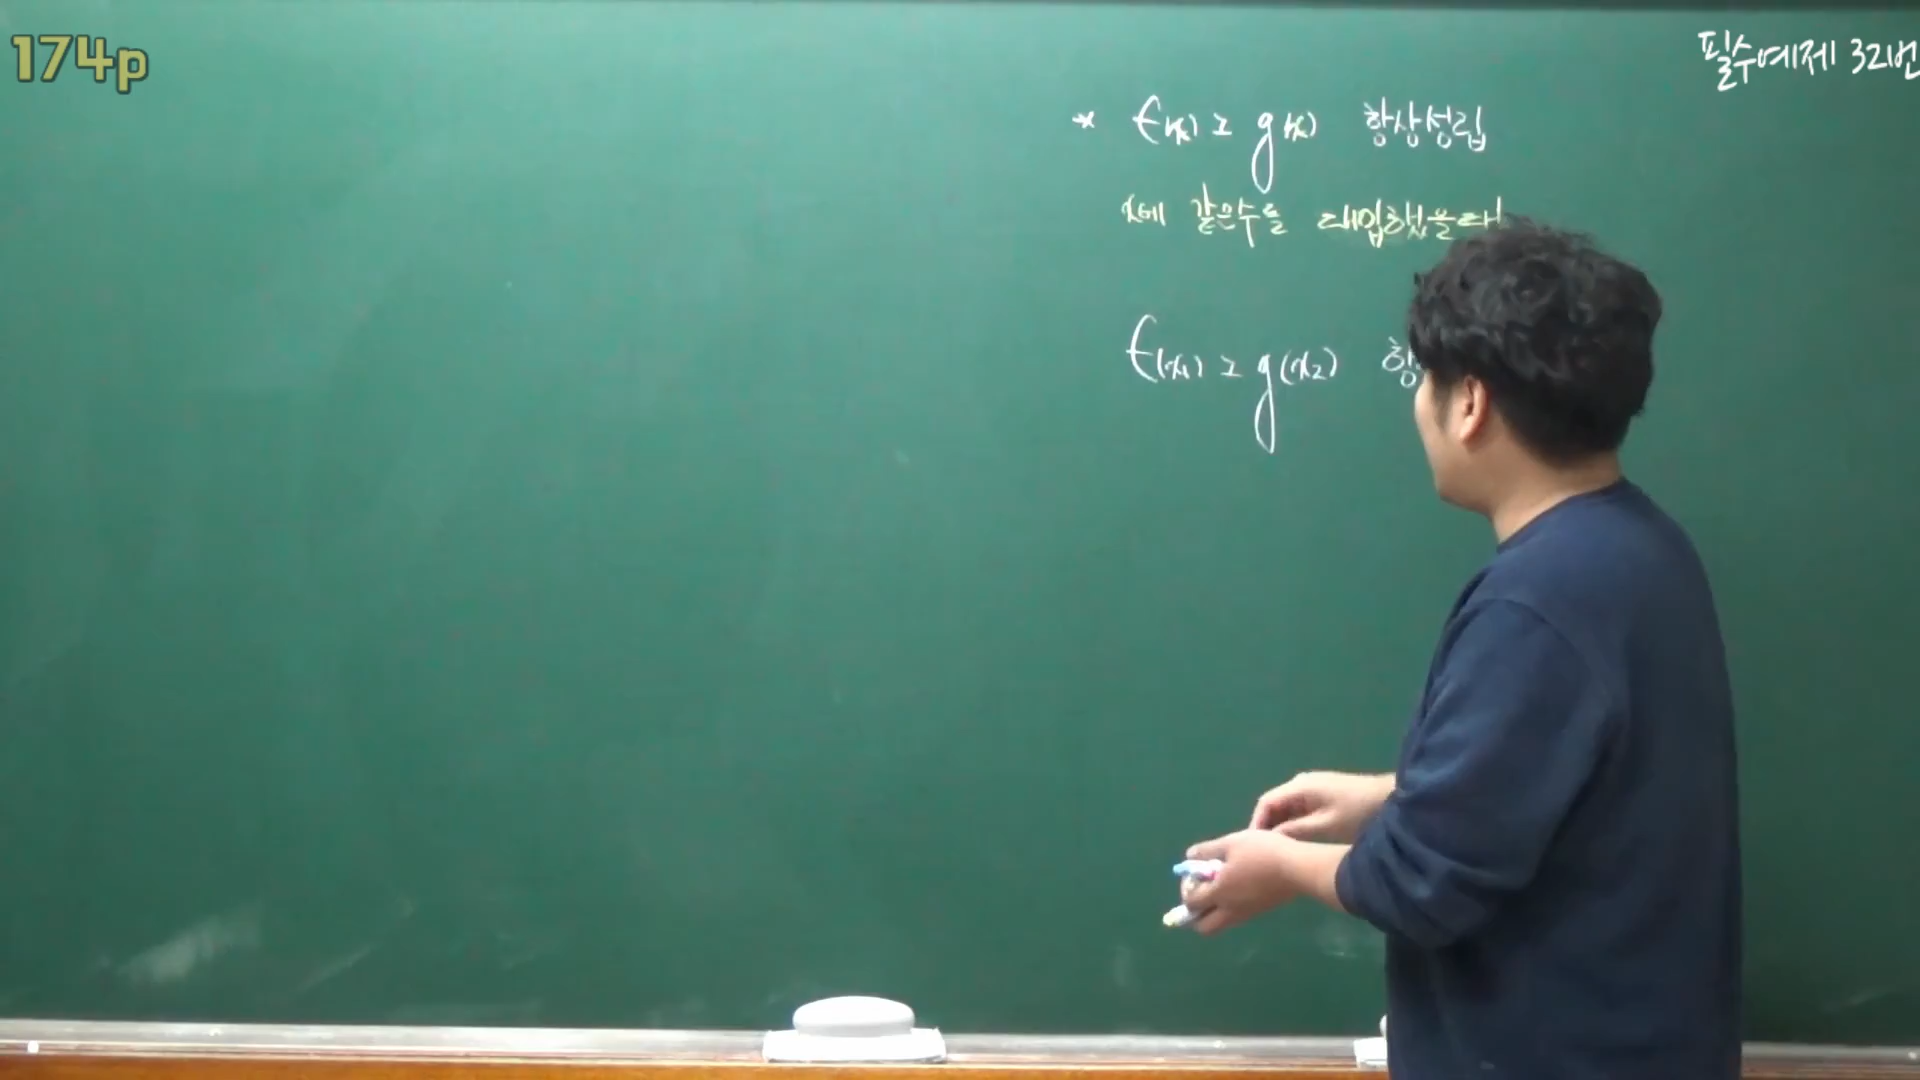 174p
필수예제 32번
* f(x) ≥ g(x) 항상성립
x에 같은수를 대입했을때
f(x₁) ≥ g(x₂) 항